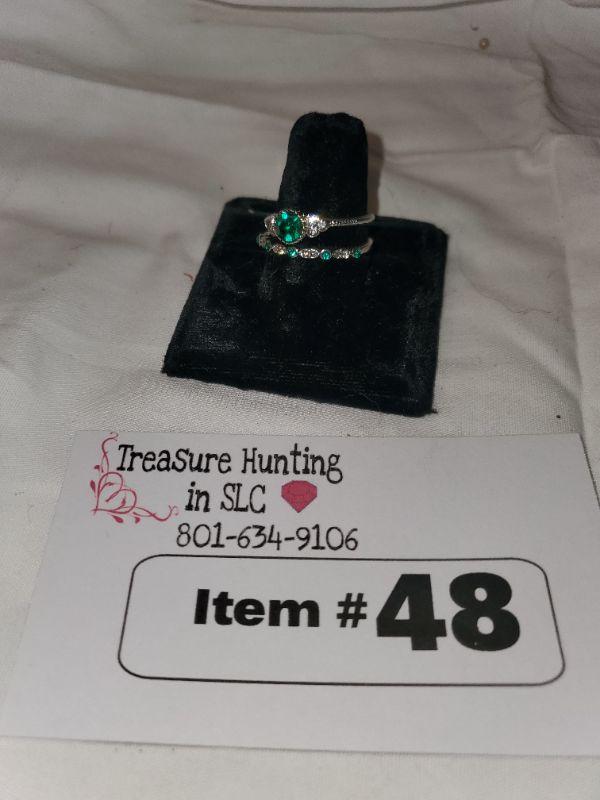 Treasure Hunting
in SLC
801-634-9106
Item #48